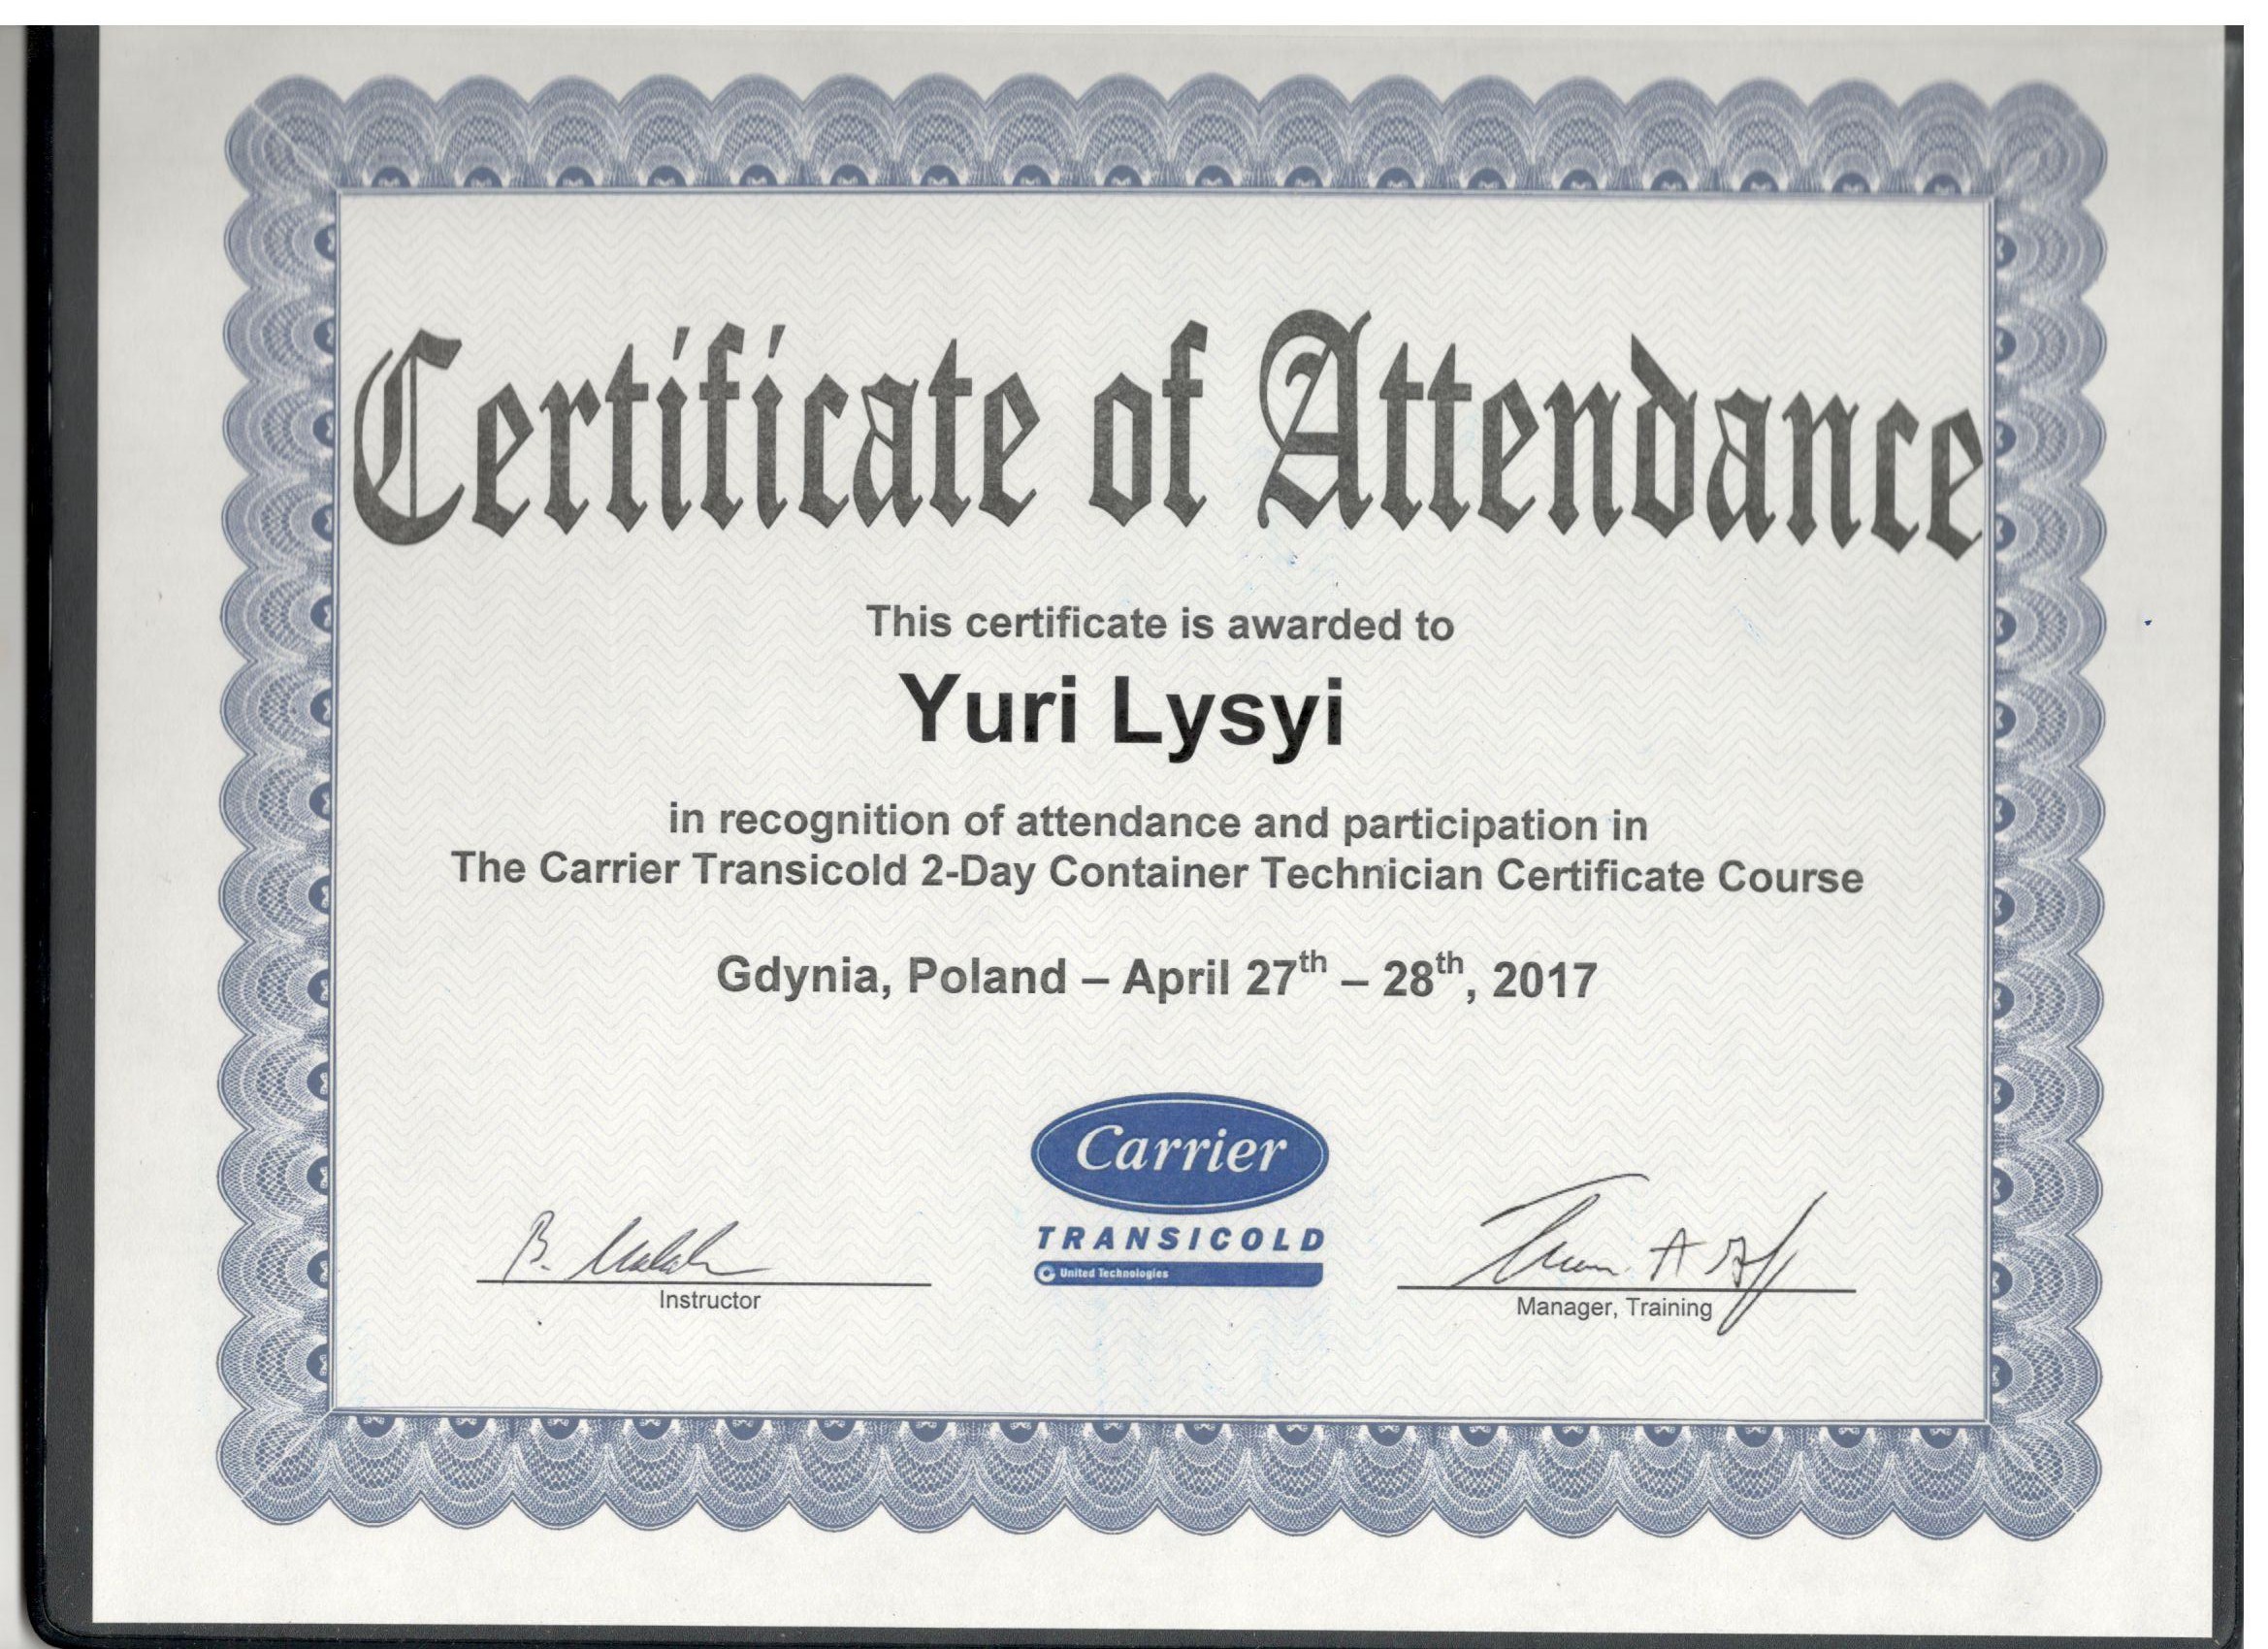 Certificate of Attendance
This certificate is awarded to
Yuri Lysyi
in recognition of attendance and participation in
The Carrier Transicold 2-Day Container Technician Certificate Course
Gdynia, Poland – April 27th – 28th, 2017
Carrier
TRANSICOLD
United Technologies
B.
Instructor
Manager, Training